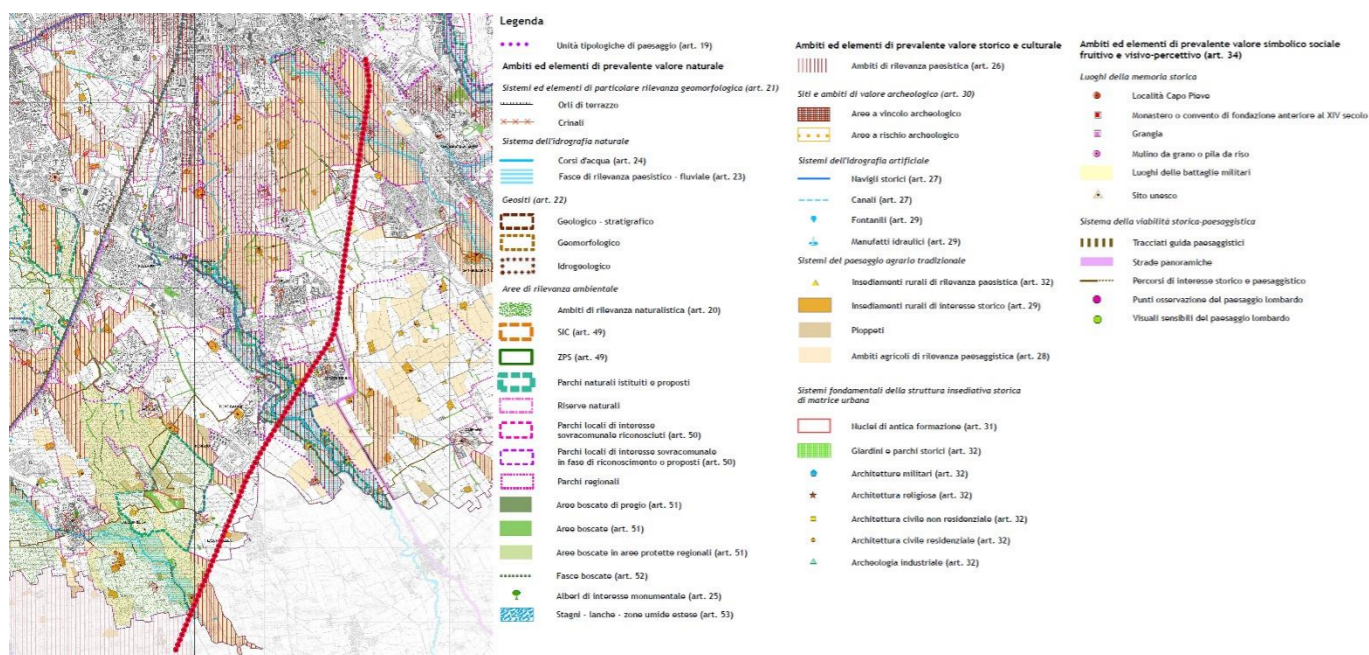 Legenda
Unità tipologiche di paesaggio (art. 19)
Ambiti ed elementi di prevalente valore naturale
Sistemi ed elementi di particolare rilevanza geomorfologica (art. 21)
Orli di terrazzo
Crinali
Sistema dell'idrografia naturale
Corsi d'acqua (art. 24)
Fasce di rilevanza paesistico - fluviale (art. 23)
Geositi (art. 22)
Geologico - stratigrafico
Geomorfologico
Idrogeologico
Aree di rilevanza ambientale
Ambiti di rilevanza naturalistica (art. 20)
SIC (art. 49)
ZPS (art. 49)
Parchi naturali istituiti e proposti
Riserve naturali
Parchi locali di interesse
sovracomunale riconosciuti (art. 50)
Parchi locali di interesse sovracomunale
in fase di riconoscimento o proposti (art. 50)
Parchi regionali
Aree boscate di pregio (art. 51)
Aree boscate (art. 51)
Aree boscate in aree protette regionali (art. 51)
Fasce boscate (art. 52)
Alberi di interesse monumentale (art. 25)
Stagni - lanche - zone umide estese (art. 53)
Ambiti ed elementi di prevalente valore storico e culturale
Ambiti di rilevanza paesistica (art. 26)
Siti e ambiti di valore archeologico (art. 30)
Aree a vincolo archeologico
Aree a rischio archeologico
Sistemi dell'idrografia artificiale
Navigli storici (art. 27)
Canali (art. 27)
Fontanili (art. 29)
Manufatti idraulici (art. 29)
Sistemi del paesaggio agrario tradizionale
Insediamenti rurali di rilevanza paesistica (art. 32)
Insediamenti rurali di interesse storico (art. 29)
Pioppeti
Ambiti agricoli di rilevanza paesaggistica (art. 28)
Sistemi fondamentali della struttura insediativa storica
di matrice urbana
Nuclei di antica formazione (art. 31)
Giardini e parchi storici (art. 32)
Architetture militari (art. 32)
Architettura religiosa (art. 32)
Architettura civile non residenziale (art. 32)
Architettura civile residenziale (art. 32)
Archeologia industriale (art. 32)
Ambiti ed elementi di prevalente valore simbolico sociale
fruitivo e visivo-percettivo (art. 34)
Luoghi della memoria storica
Località Capo Pieve
Monastero o convento di fondazione anteriore al XIV secolo
Grangia
Mulino da grano o pila da riso
Luoghi delle battaglie militari
Sito unesco
Sistema della viabilità storica-paesaggistica
Tracciati guida paesaggistici
Strade panoramiche
Percorsi di interesse storico e paesaggistico
Punti osservazione del paesaggio lombardo
Visuali sensibili del paesaggio lombardo